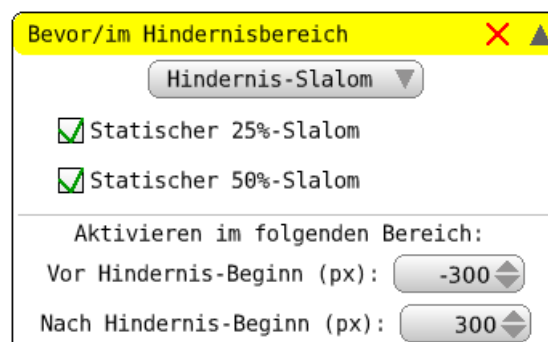 Bevor/im Hindernisbereich
Hindernis-Slalom
Statischer 25%-Slalom
Statischer 50%-Slalom
Aktivieren im folgenden Bereich:
Vor Hindernis-Beginn (px): -300
Nach Hindernis-Beginn (px): 300